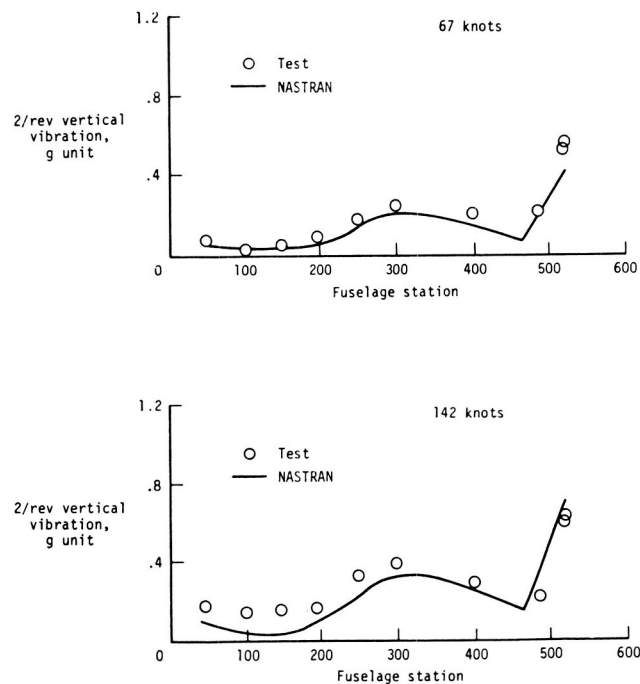 1.2
67 knots
Test
NASTRAN
.8
2/rev vertical
vibration,
g unit
.4
0 100 200 300 400 500 600
Fuselage station
1.2
142 knots
Test
NASTRAN
.8
2/rev vertical
vibration,
g unit
.4
0 100 200 300 400 500 600
Fuselage station